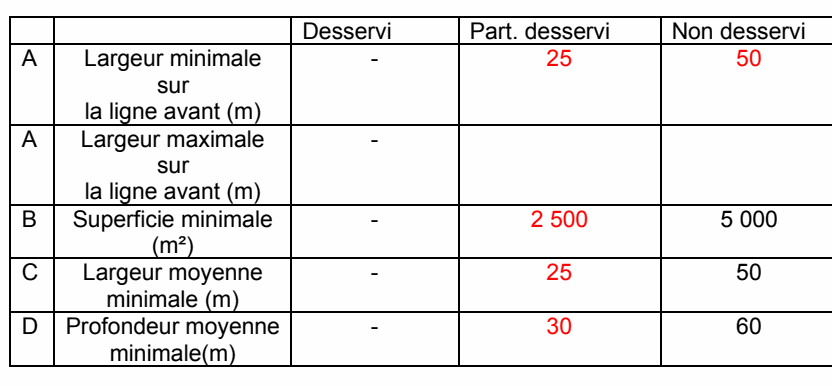 Desservi Part. desservi Non desservi
A Largeur minimale - 25 50
sur
la ligne avant (m)
A Largeur maximale -
sur
la ligne avant (m)
B Superficie minimale - 2 500 5 000
(m²)
C Largeur moyenne - 25 50
minimale (m)
D Profondeur moyenne - 30 60
minimale(m)